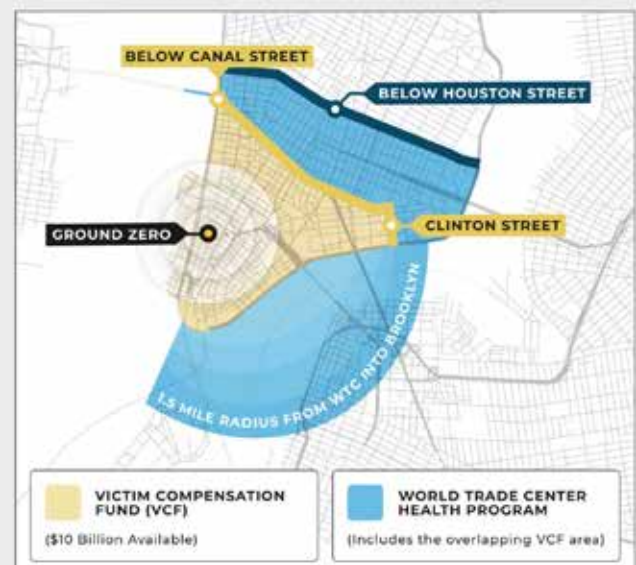 BELOW CANAL STREET
BELOW HOUSTON STREET
GROUND ZERO
CLINTON STREET
1.5 MILE RADIUS FROM WTC INTO BROOKLYN
VICTIM COMPENSATION
FUND (VCF)
($10 Billion Available)
WORLD TRADE CENTER
HEALTH PROGRAM
(Includes the overlapping VCF area)